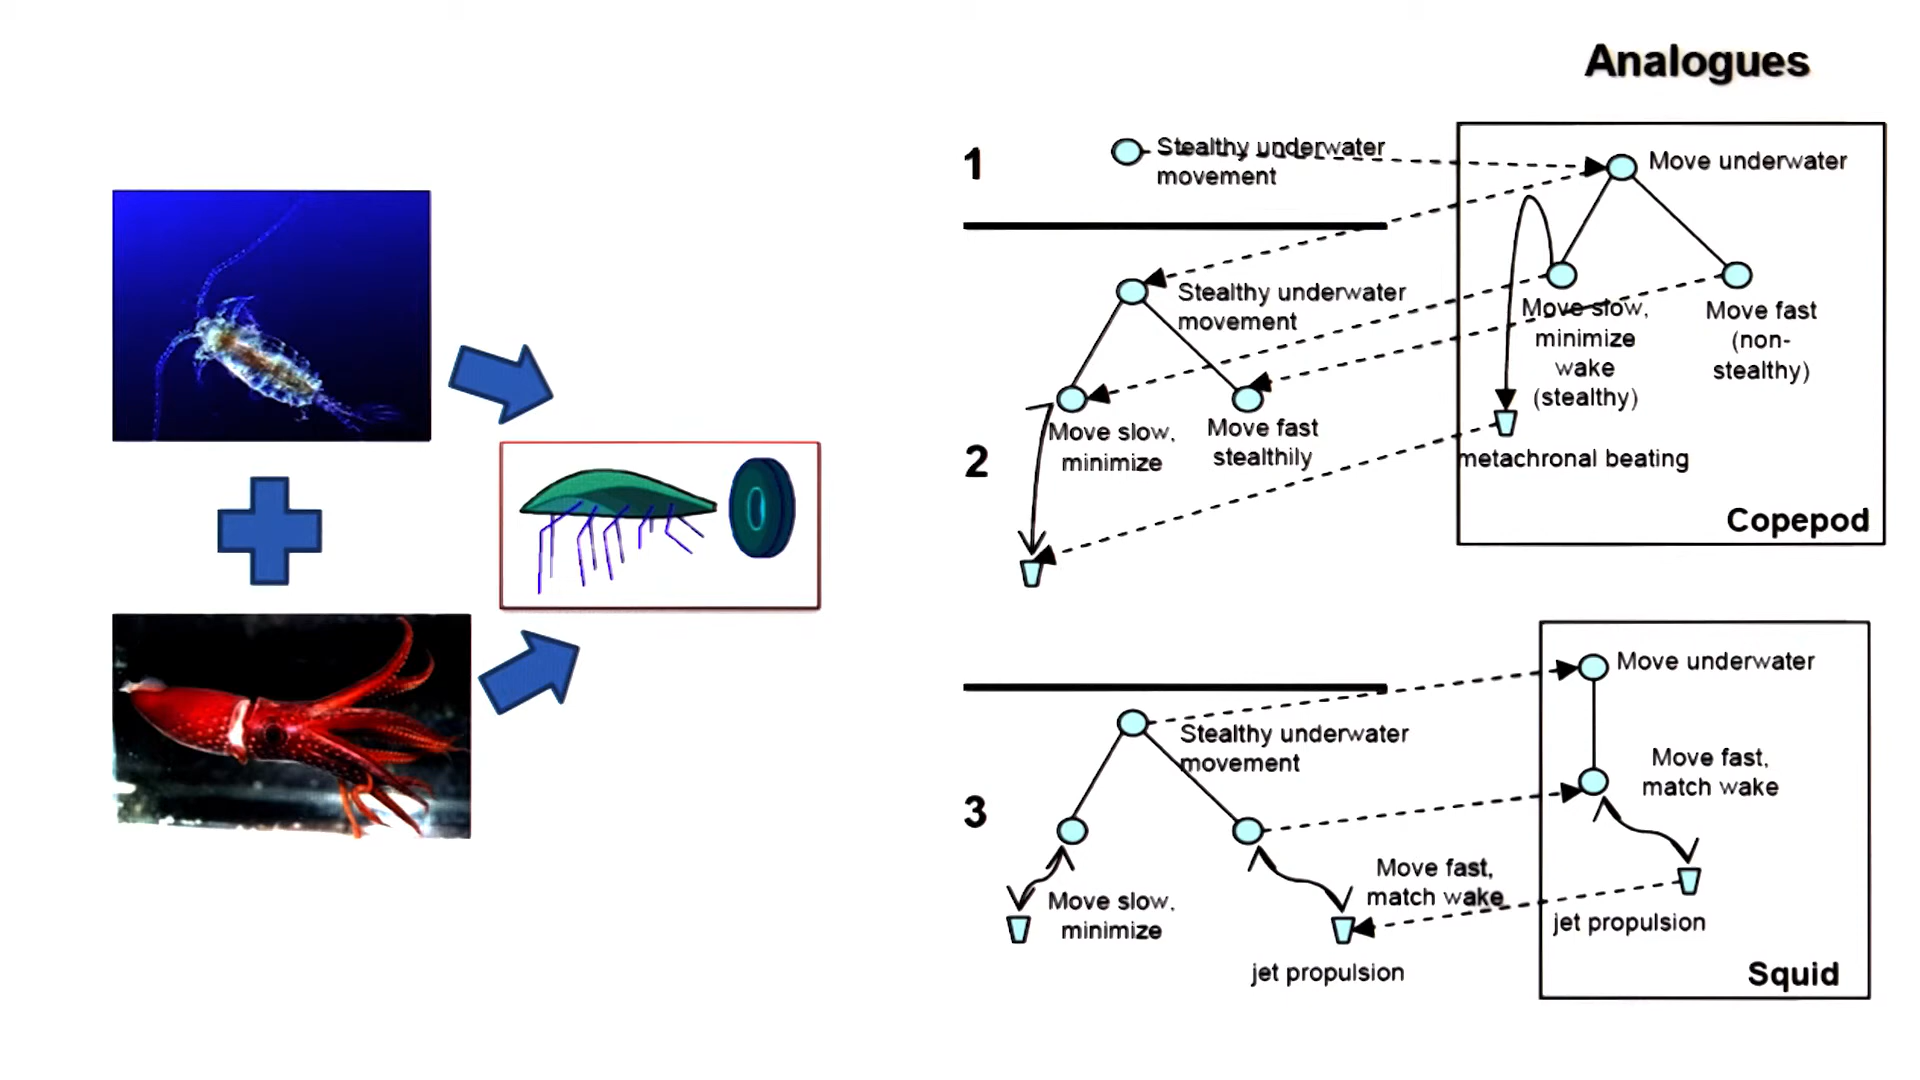 Analogues
1
Stealthy underwater
movement
Move underwater
Move slow,
minimize
wake
(stealthy)
Move fast
(non-
stealthy)
metachronal beating
Copepod
2
Stealthy underwater
movement
Move slow,
minimize
Move fast
stealthily
3
Stealthy underwater
movement
Move slow,
minimize
Move fast,
match wake
jet propulsion
Move underwater
Move fast,
match wake
jet propulsion
Squid